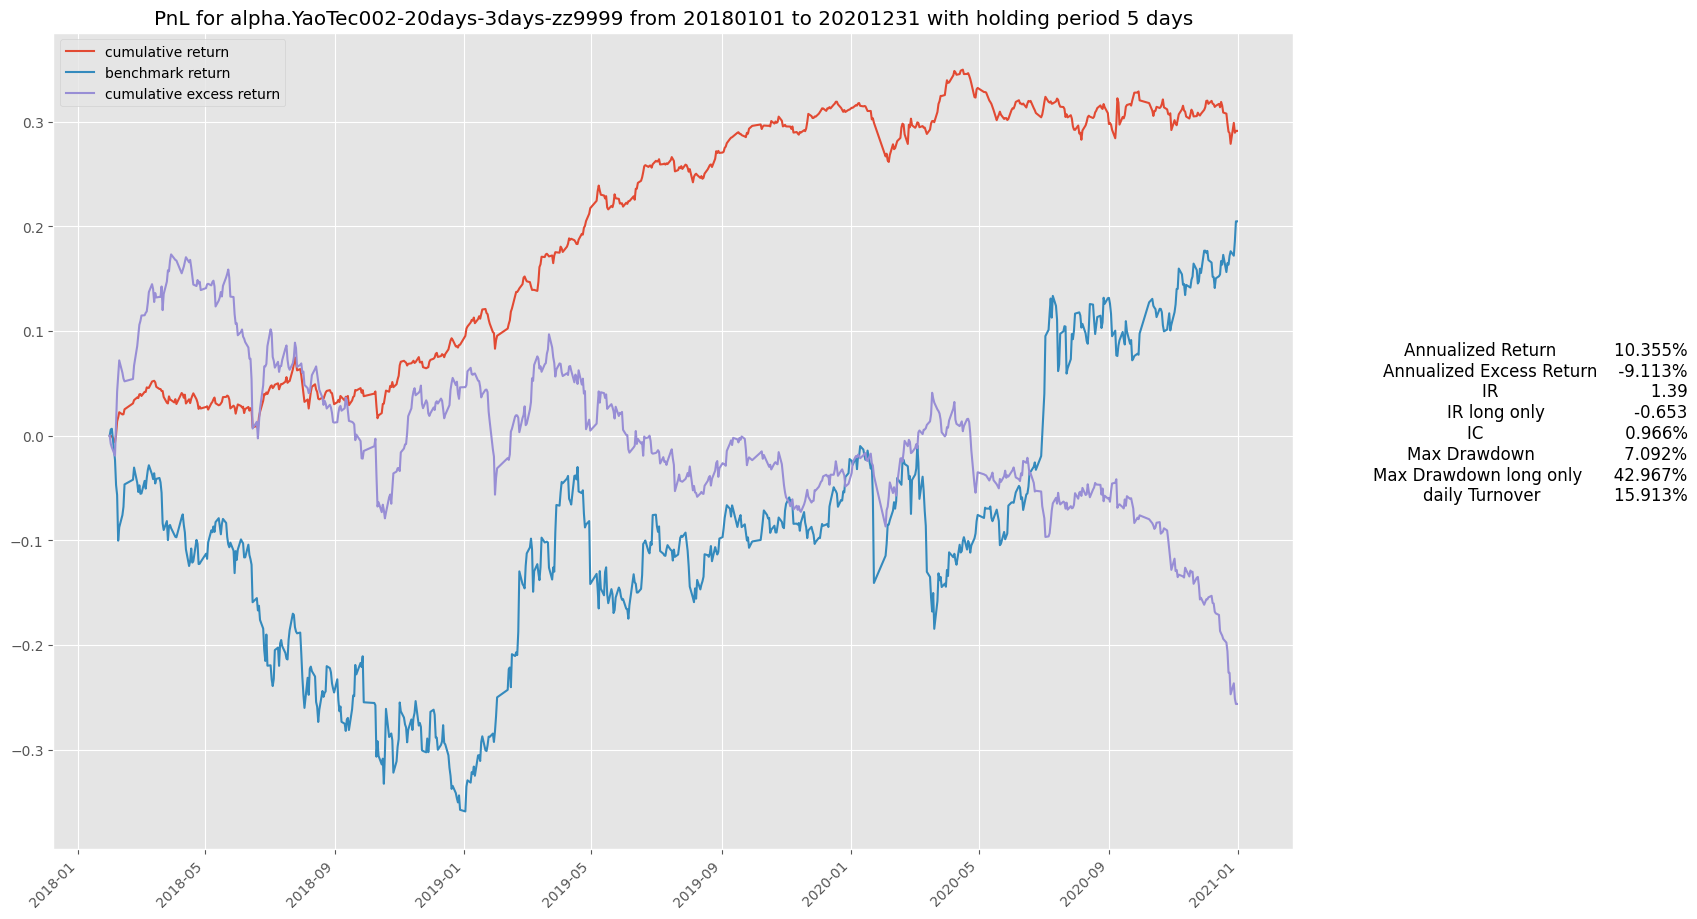 PnL for alpha.YaoTec002-20days-3days-zz9999 from 20180101 to 20201231 with holding period 5 days
cumulative return
benchmark return
cumulative excess return
0.3
0.2
0.1
0.0
−0.1
−0.2
−0.3
2018-01
2018-05
2018-09
2019-01
2019-05
2019-09
2020-01
2020-05
2020-09
2021-01
Annualized Return 10.355%
Annualized Excess Return -9.113%
IR 1.39
IR long only -0.653
IC 0.966%
Max Drawdown 7.092%
Max Drawdown long only 42.967%
daily Turnover 15.913%